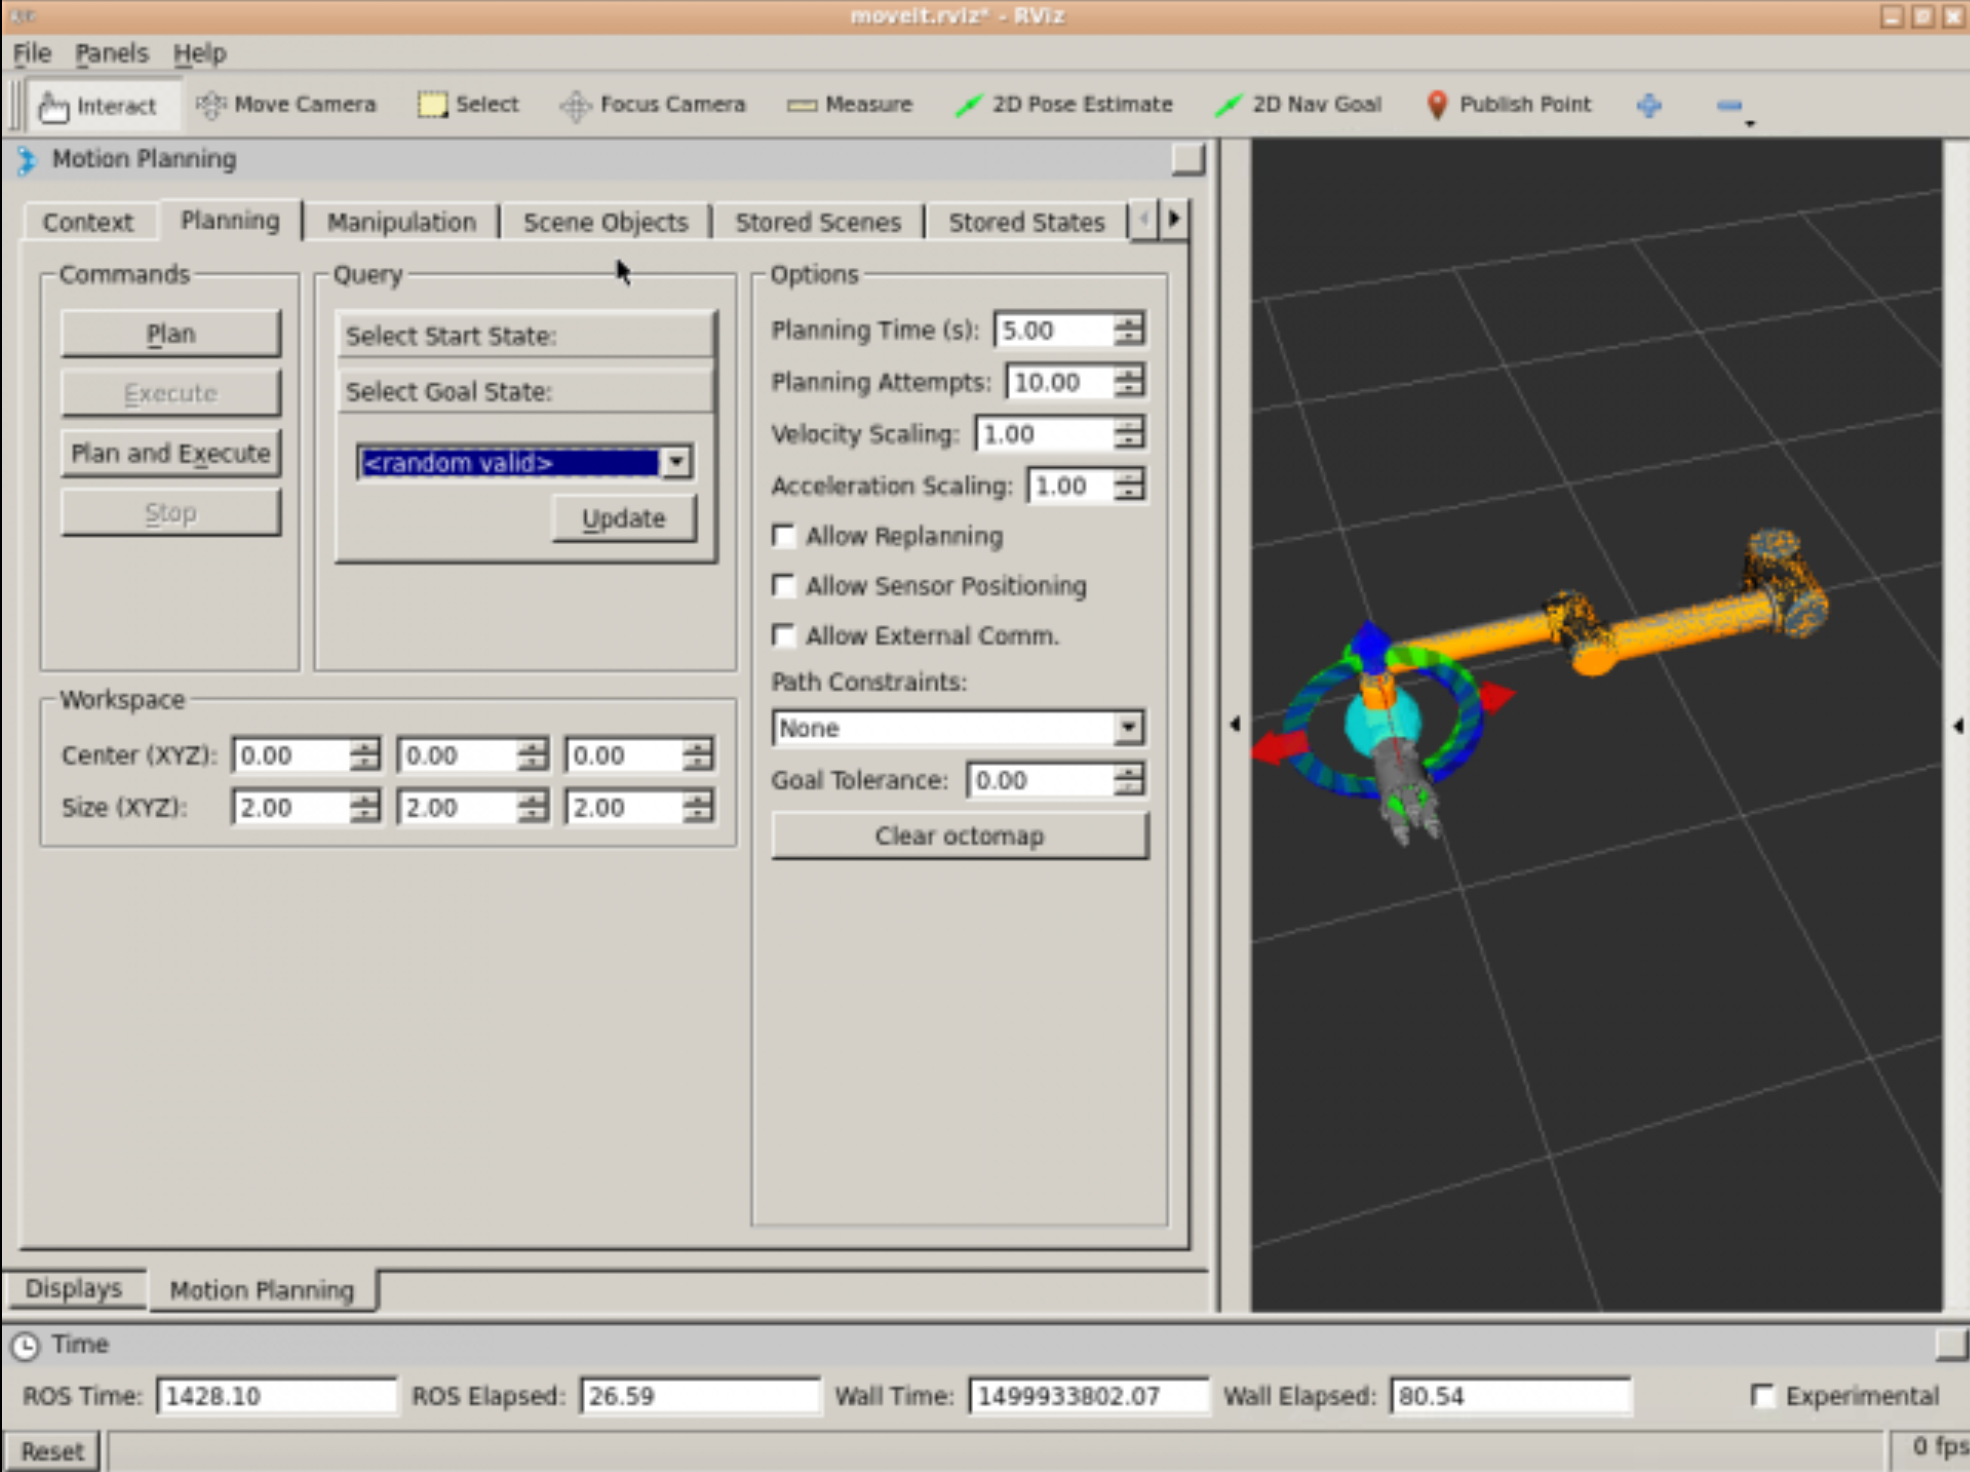 moveit.rviz* - RViz
File Panels Help
Interact Move Camera Select Focus Camera Measure 2D Pose Estimate 2D Nav Goal Publish Point
Motion Planning
Context Planning Manipulation Scene Objects Stored Scenes Stored States
Commands
Plan
Execute
Plan and Execute
Stop
Query
Select Start State:
Select Goal State:
<random valid>
Update
Options
Planning Time (s): 5.00
Planning Attempts: 10.00
Velocity Scaling: 1.00
Acceleration Scaling: 1.00
Allow Replanning
Allow Sensor Positioning
Allow External Comm.
Path Constraints:
None
Goal Tolerance: 0.00
Clear octomap
Workspace
Center (XYZ): 0.00 0.00 0.00
Size (XYZ): 2.00 2.00 2.00
Displays Motion Planning
Time
ROS Time: 1428.10 ROS Elapsed: 26.59 Wall Time: 1499933802.07 Wall Elapsed: 80.54 Experimental
Reset 0 fps